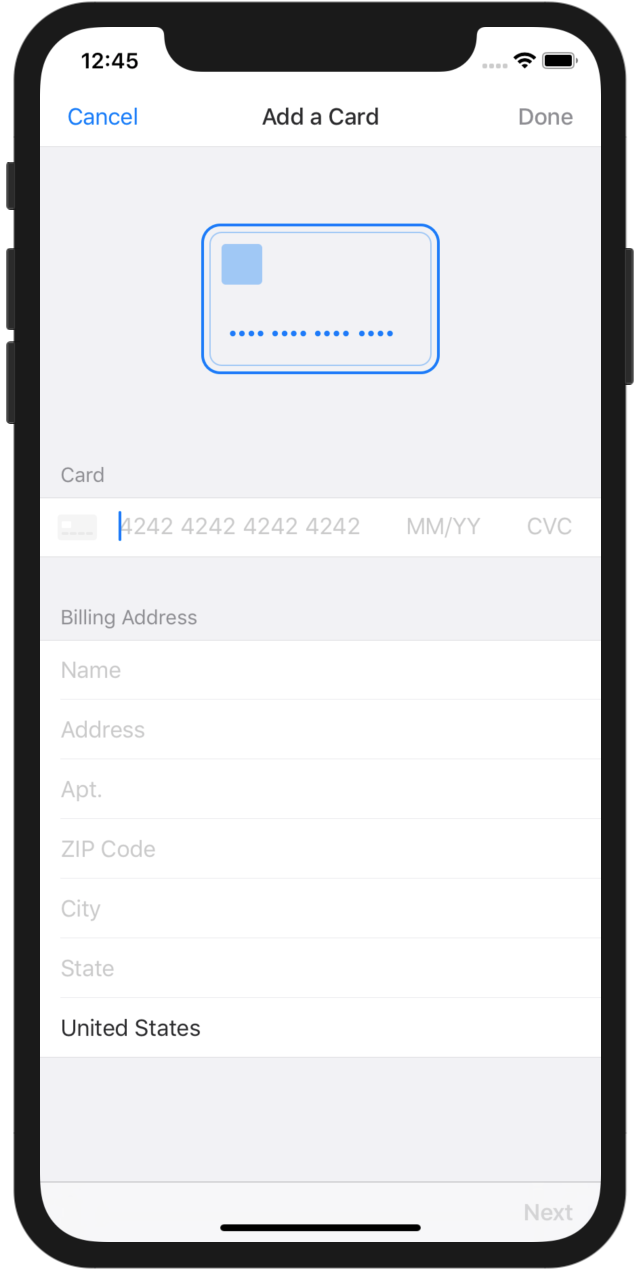 12:45
Cancel Add a Card Done
Card
4242 4242 4242 4242 MM/YY CVC
Billing Address
Name
Address
Apt.
ZIP Code
City
State
United States
Next